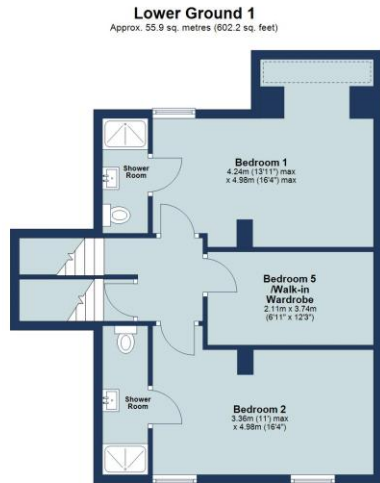 Lower Ground 1
Approx. 55.9 sq. metres (602.2 sq. feet)
Shower
Room
Bedroom 1
4.24m (13'11") max
x 4.98m (16'4") max
Bedroom 5
/Walk-in
Wardrobe
2.11m x 3.74m
(6'11" x 12'3")
Shower
Room
Bedroom 2
3.36m (11') max
x 4.98m (16'4")